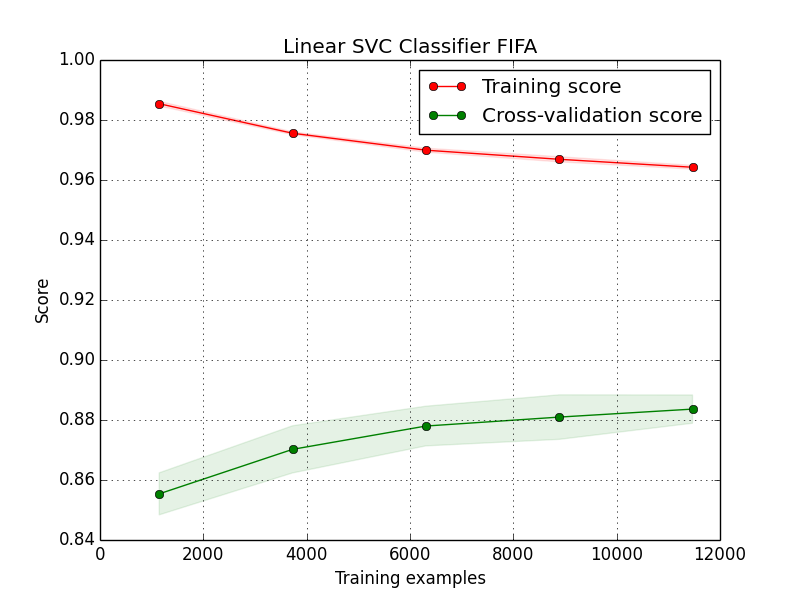 Linear SVC Classifier FIFA
Training score
Cross-validation score
Score
1.00
0.98
0.96
0.94
0.92
0.90
0.88
0.86
0.84
0 2000 4000 6000 8000 10000 12000
Training examples